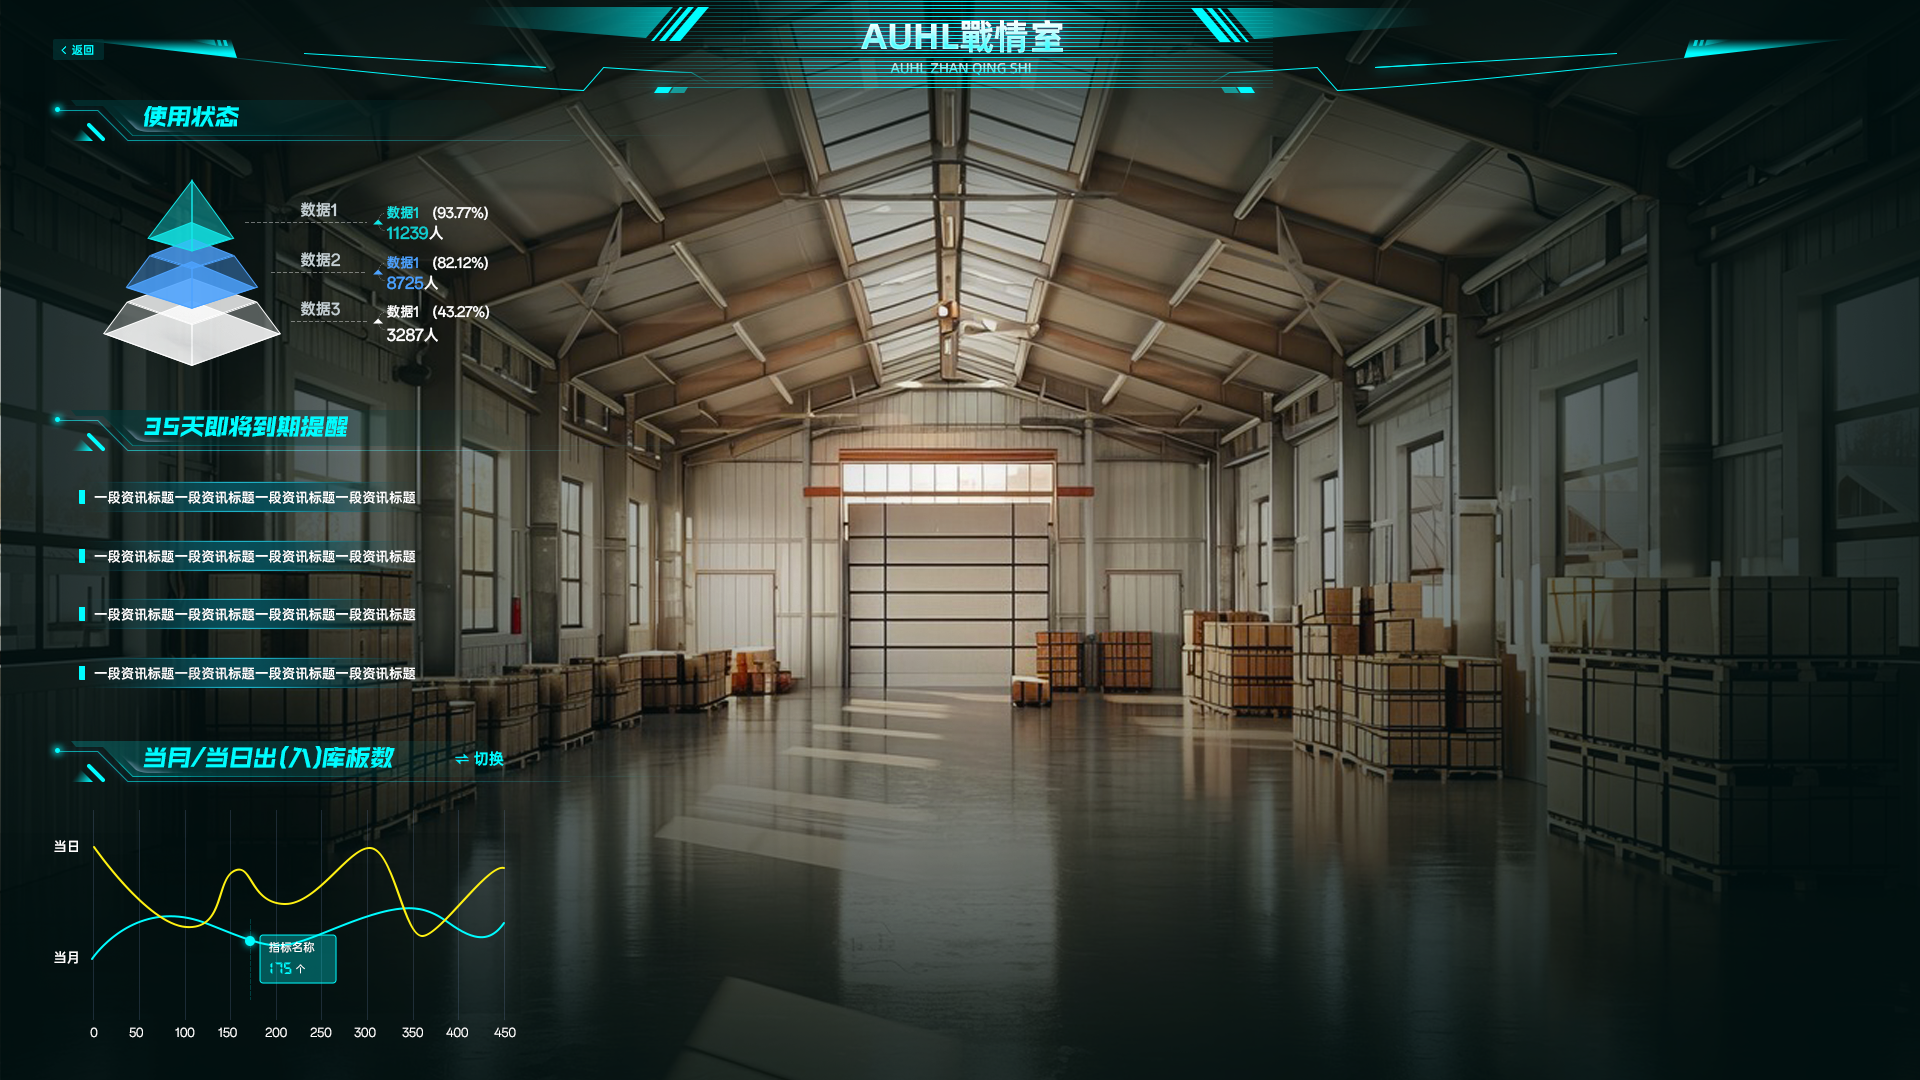 AUHL戰情室
AUHL ZHAN QING SHI
返回
使用状态
数据1
数据1 (93.77%)
11239人
数据2
数据1 (82.12%)
8725人
数据3
数据1 (43.27%)
3287人
35天即将到期提醒
一段资讯标题一段资讯标题一段资讯标题一段资讯标题
一段资讯标题一段资讯标题一段资讯标题一段资讯标题
一段资讯标题一段资讯标题一段资讯标题一段资讯标题
一段资讯标题一段资讯标题一段资讯标题一段资讯标题
当月/当日出(入)库板数
⇌ 切换
当日
当月
指标名称
175 个
0 50 100 150 200 250 300 350 400 450